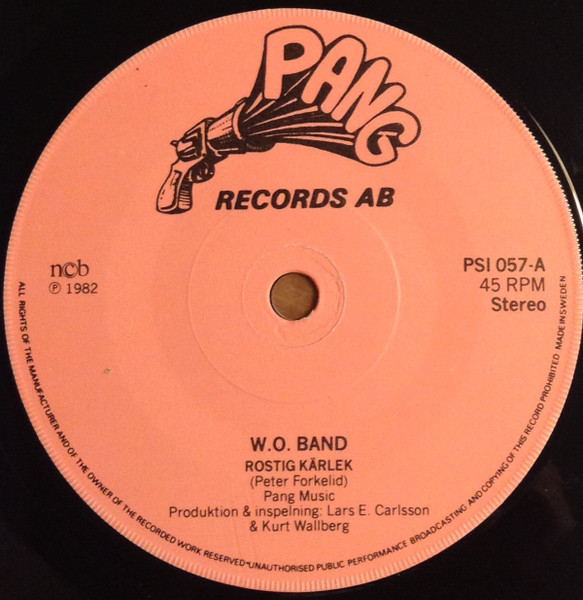 PANG
RECORDS AB
ncb
℗ 1982
PSI 057-A
45 RPM
Stereo
W.O. BAND
ROSTIG KÄRLEK
(Peter Forkelid)
Pang Music
Produktion & inspelning: Lars E. Carlsson
& Kurt Wallberg
ALL RIGHTS OF THE MANUFACTURER AND OF THE OWNER OF THE RECORDED WORK RESERVED • UNAUTHORISED PUBLIC PERFORMANCE BROADCASTING AND COPYING OF THIS RECORD PROHIBITED MADE IN SWEDEN